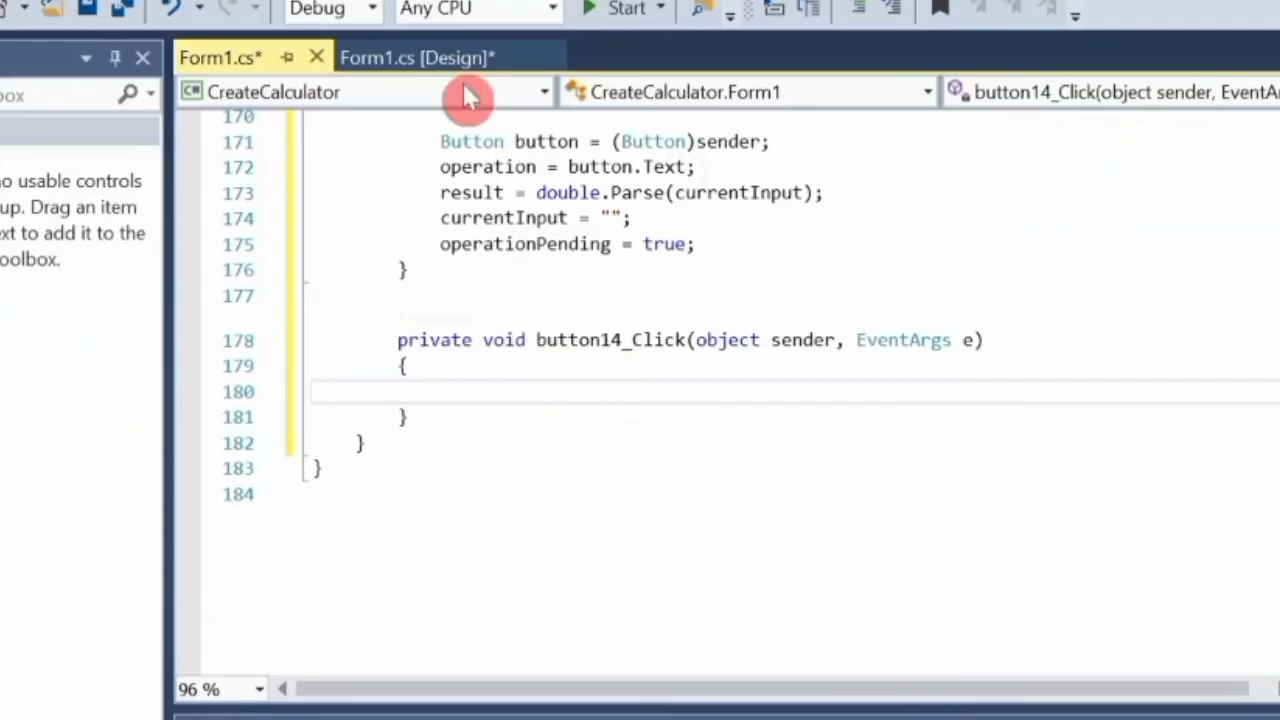 Debug Any CPU Start
Form1.cs* Form1.cs [Design]*
CreateCalculator CreateCalculator.Form1 button14_Click(object sender, EventAr
ox
no usable controls
up. Drag an item
ext to add it to the
oolbox.
170
171 Button button = (Button)sender;
172 operation = button.Text;
173 result = double.Parse(currentInput);
174 currentInput = "";
175 operationPending = true;
176 }
177
178 private void button14_Click(object sender, EventArgs e)
179 {
180
181 }
182 }
183 }
184
96 %